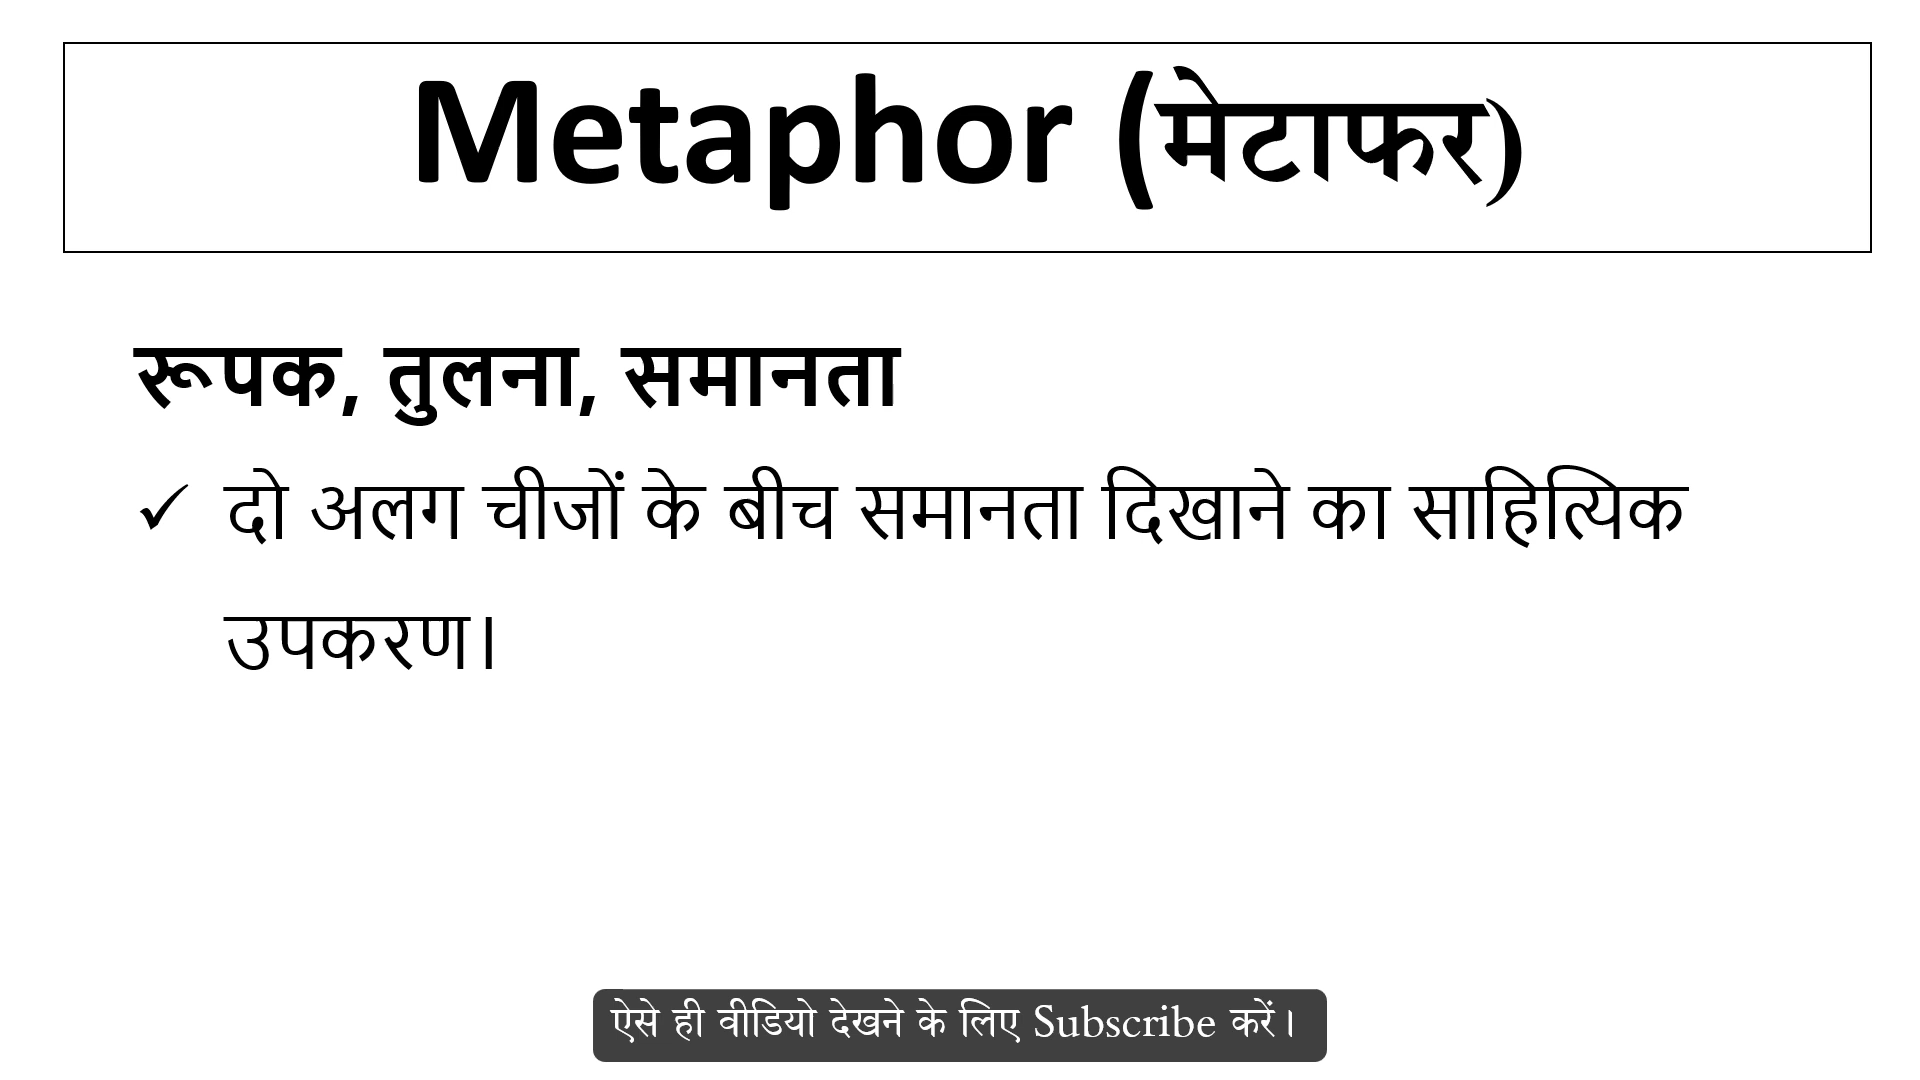 Metaphor (मेटाफर)
रूपक, तुलना, समानता
✓ दो अलग चीजों के बीच समानता दिखाने का साहित्यिक
उपकरण।
ऐसे ही वीडियो देखने के लिए Subscribe करें।